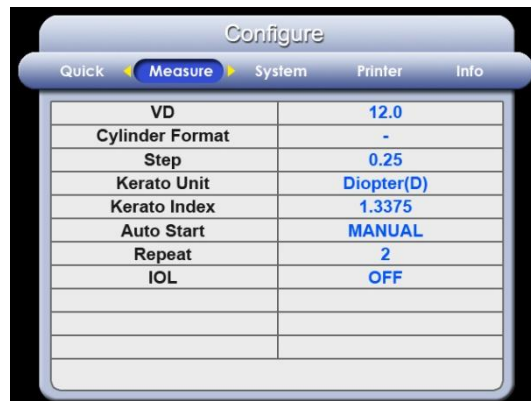 Configure
Quick Measure System Printer Info
VD 12.0
Cylinder Format -
Step 0.25
Kerato Unit Diopter(D)
Kerato Index 1.3375
Auto Start MANUAL
Repeat 2
IOL OFF